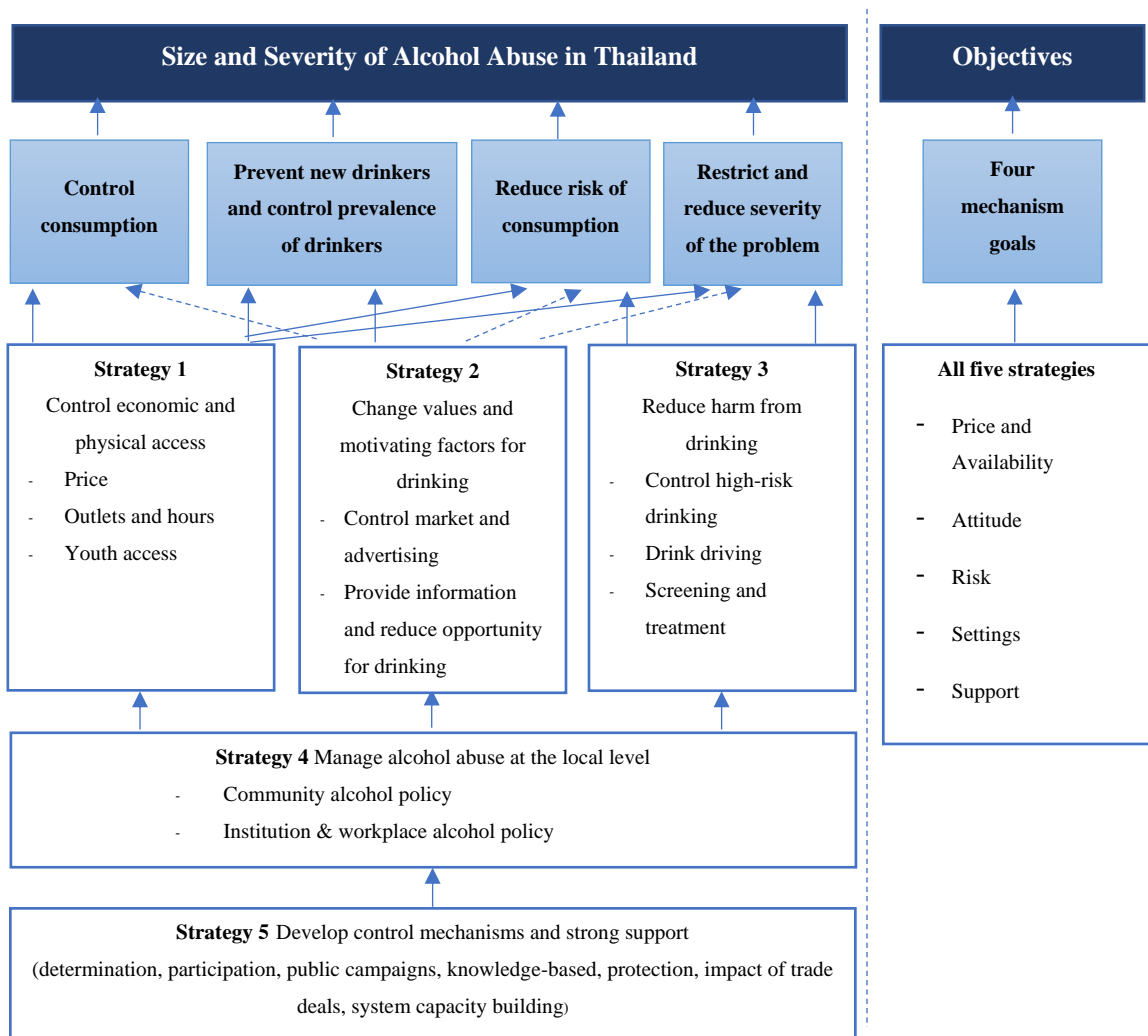 Size and Severity of Alcohol Abuse in Thailand
Objectives
Control
consumption
Prevent new drinkers
and control prevalence
of drinkers
Reduce risk of
consumption
Restrict and
reduce severity
of the problem
Four
mechanism
goals
Strategy 1
Control economic and
physical access
- Price
- Outlets and hours
- Youth access
Strategy 2
Change values and
motivating factors for
drinking
- Control market and
advertising
- Provide information
and reduce opportunity
for drinking
Strategy 3
Reduce harm from
drinking
- Control high-risk
drinking
- Drink driving
- Screening and
treatment
All five strategies
- Price and
Availability
- Attitude
- Risk
- Settings
- Support
Strategy 4 Manage alcohol abuse at the local level
- Community alcohol policy
- Institution & workplace alcohol policy
Strategy 5 Develop control mechanisms and strong support
(determination, participation, public campaigns, knowledge-based, protection, impact of trade
deals, system capacity building)